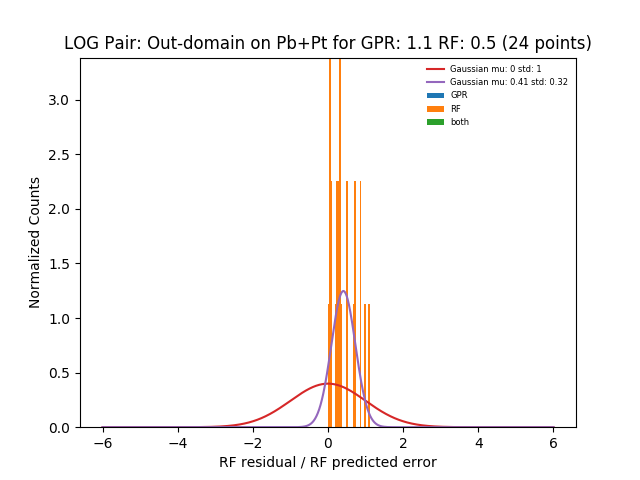 LOG Pair: Out-domain on Pb+Pt for GPR: 1.1 RF: 0.5 (24 points)
Gaussian mu: 0 std: 1
Gaussian mu: 0.41 std: 0.32
GPR
RF
both
Normalized Counts
3.0
2.5
2.0
1.5
1.0
0.5
0.0
−6 −4 −2 0 2 4 6
RF residual / RF predicted error